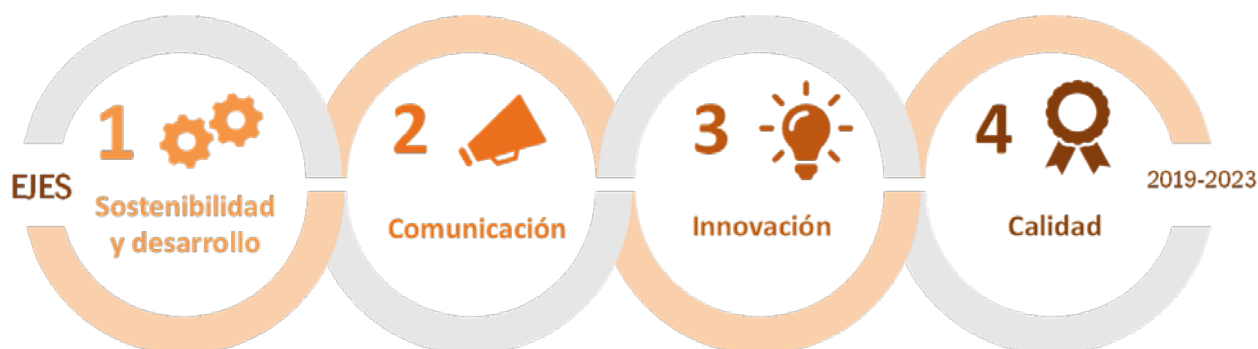 EJES
1
Sostenibilidad
y desarrollo
2
Comunicación
3
Innovación
4
Calidad
2019-2023